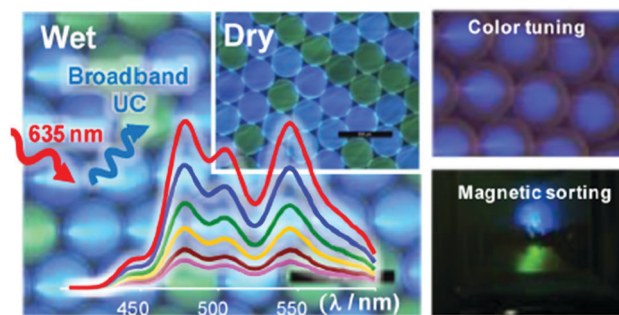 Wet
Dry
Color tuning
Broadband
UC
635 nm
Magnetic sorting
450
500
550
(λ / nm)